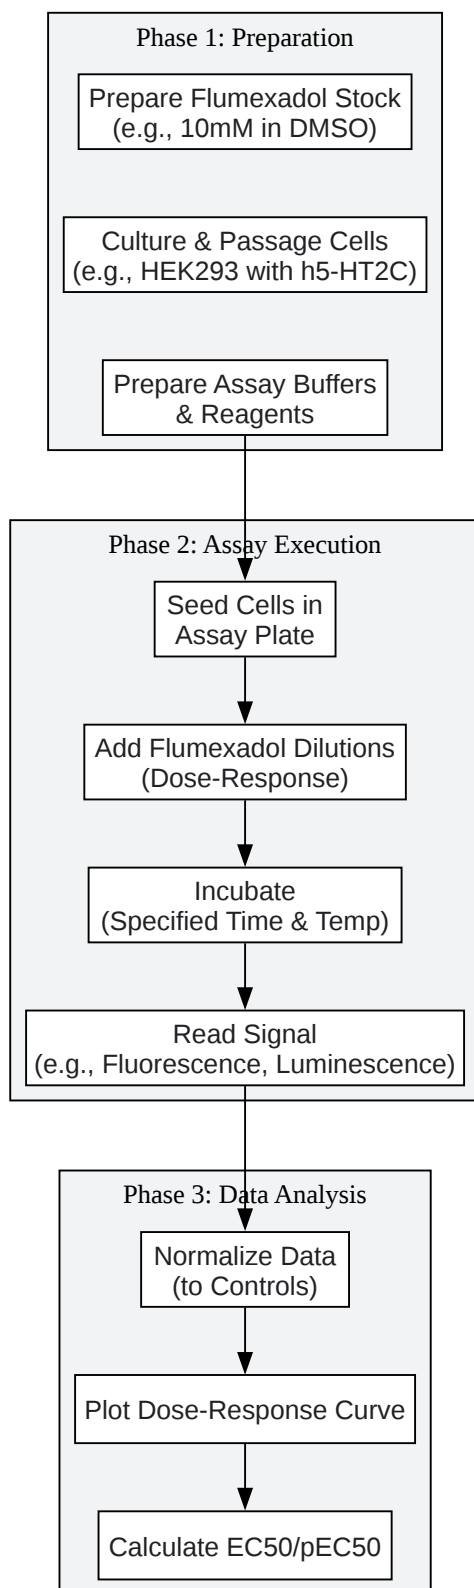 Phase 1: Preparation
Prepare Flumexadol Stock
(e.g., 10mM in DMSO)
Culture & Passage Cells
(e.g., HEK293 with h5-HT2C)
Prepare Assay Buffers
& Reagents
Phase 2: Assay Execution
Seed Cells in
Assay Plate
Add Flumexadol Dilutions
(Dose-Response)
Incubate
(Specified Time & Temp)
Read Signal
(e.g., Fluorescence, Luminescence)
Phase 3: Data Analysis
Normalize Data
(to Controls)
Plot Dose-Response Curve
Calculate EC50/pEC50